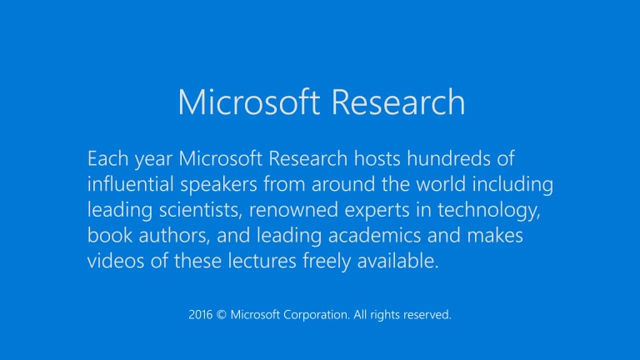 Microsoft Research
Each year Microsoft Research hosts hundreds of
influential speakers from around the world including
leading scientists, renowned experts in technology,
book authors, and leading academics and makes
videos of these lectures freely available.
2016 © Microsoft Corporation. All rights reserved.